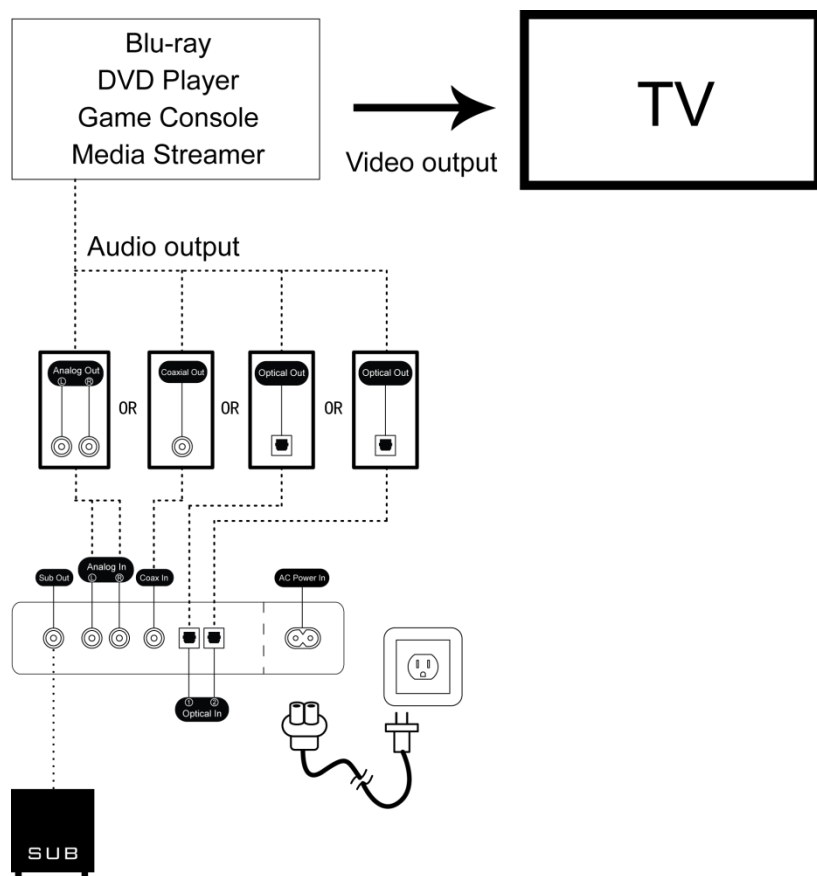 Blu-ray
DVD Player
Game Console
Media Streamer
Video output
TV
Audio output
Analog Out
L R
OR
Coaxial Out
OR
Optical Out
OR
Optical Out
Sub Out
Analog In
L R
Coax In
AC Power In
1 2
Optical In
SUB